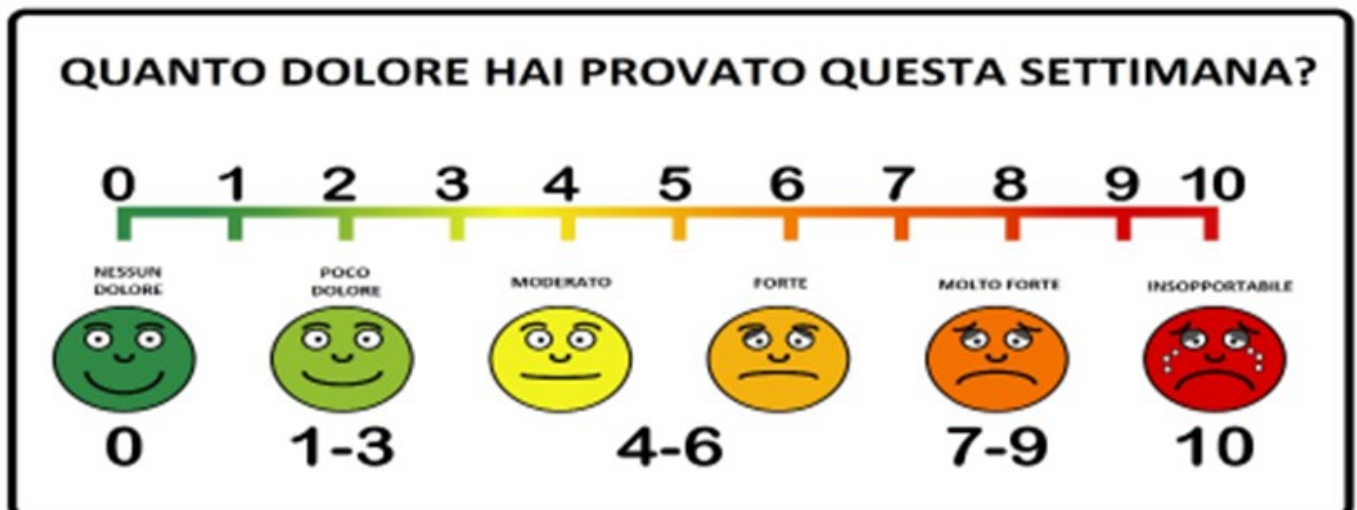 QUANTO DOLORE HAI PROVATO QUESTA SETTIMANA?
0 1 2 3 4 5 6 7 8 9 10
NESSUN DOLORE
POCO DOLORE
MODERATO
FORTE
MOLTO FORTE
INSOPPORTABILE
0 1-3 4-6 7-9 10